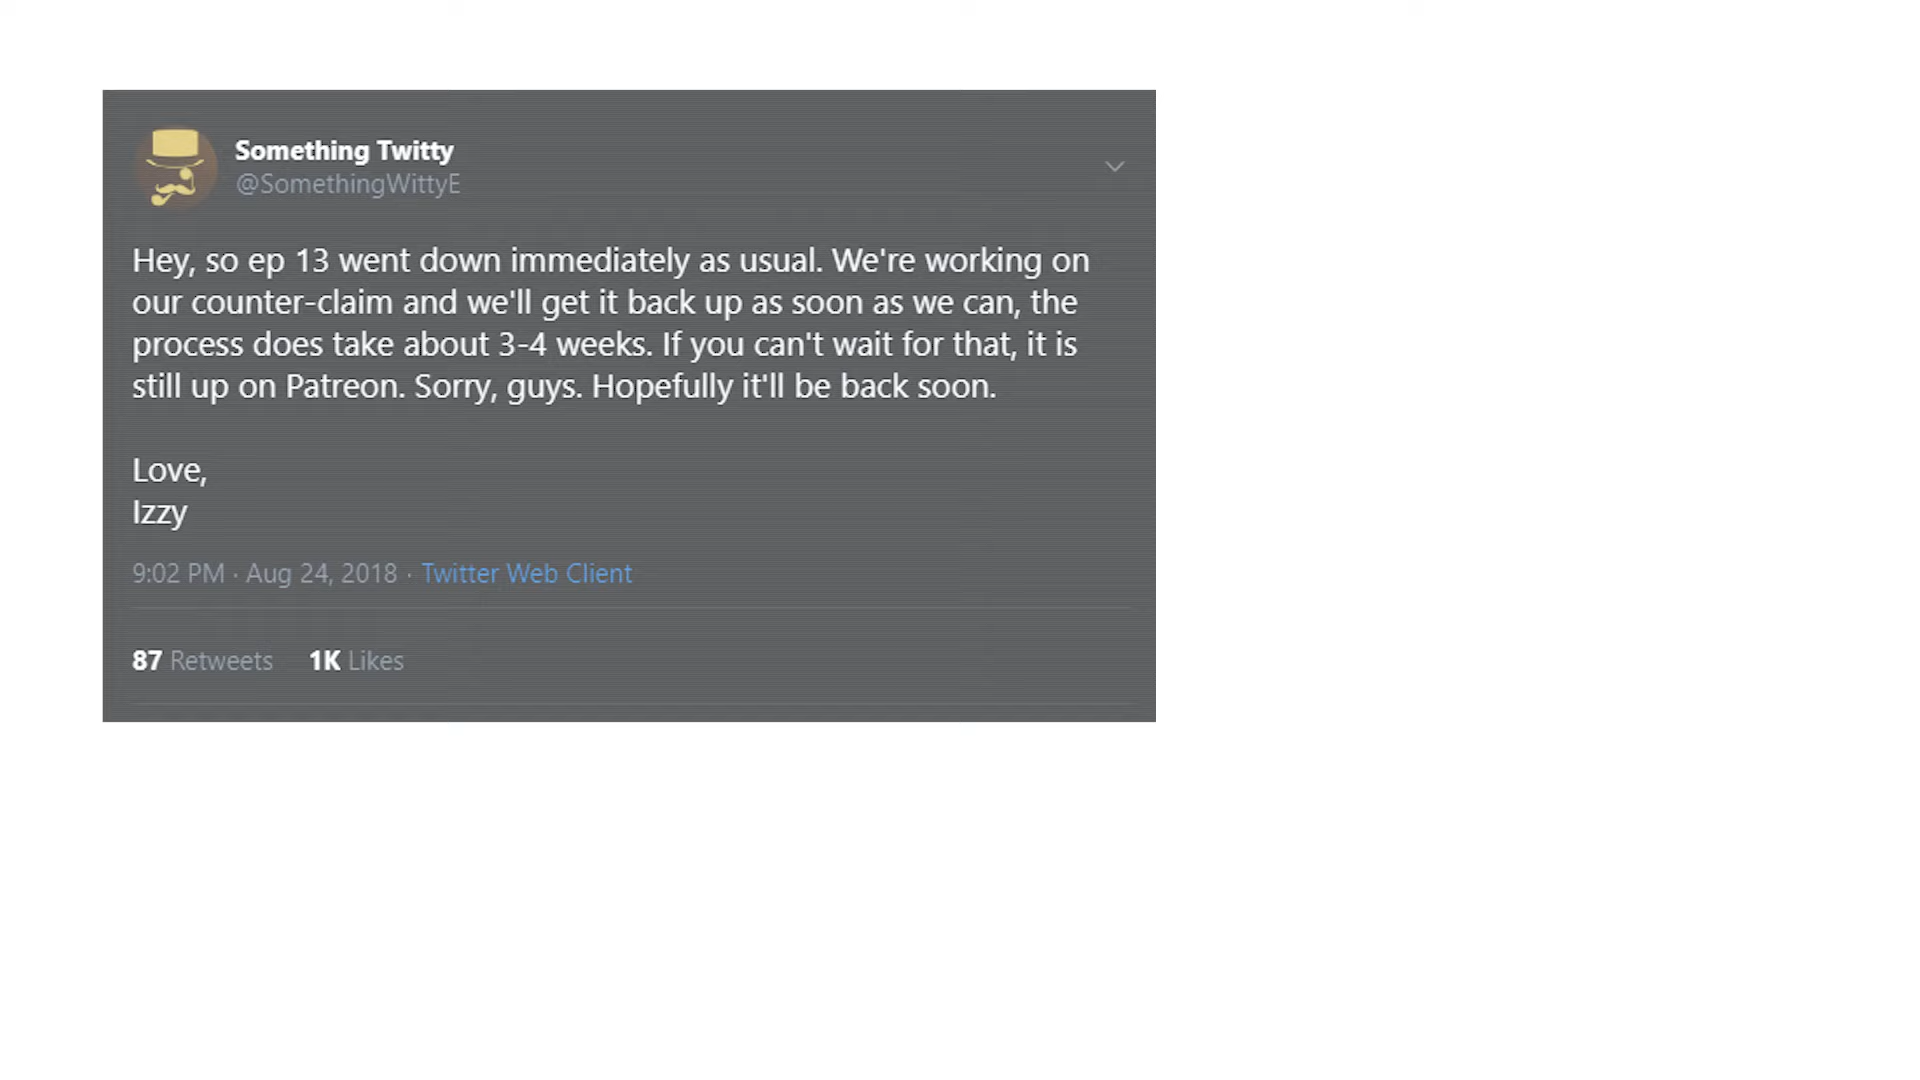 Something Twitty
@SomethingWittyE
Hey, so ep 13 went down immediately as usual. We're working on
our counter-claim and we'll get it back up as soon as we can, the
process does take about 3-4 weeks. If you can't wait for that, it is
still up on Patreon. Sorry, guys. Hopefully it'll be back soon.
Love,
Izzy
9:02 PM · Aug 24, 2018 · Twitter Web Client
87 Retweets 1K Likes